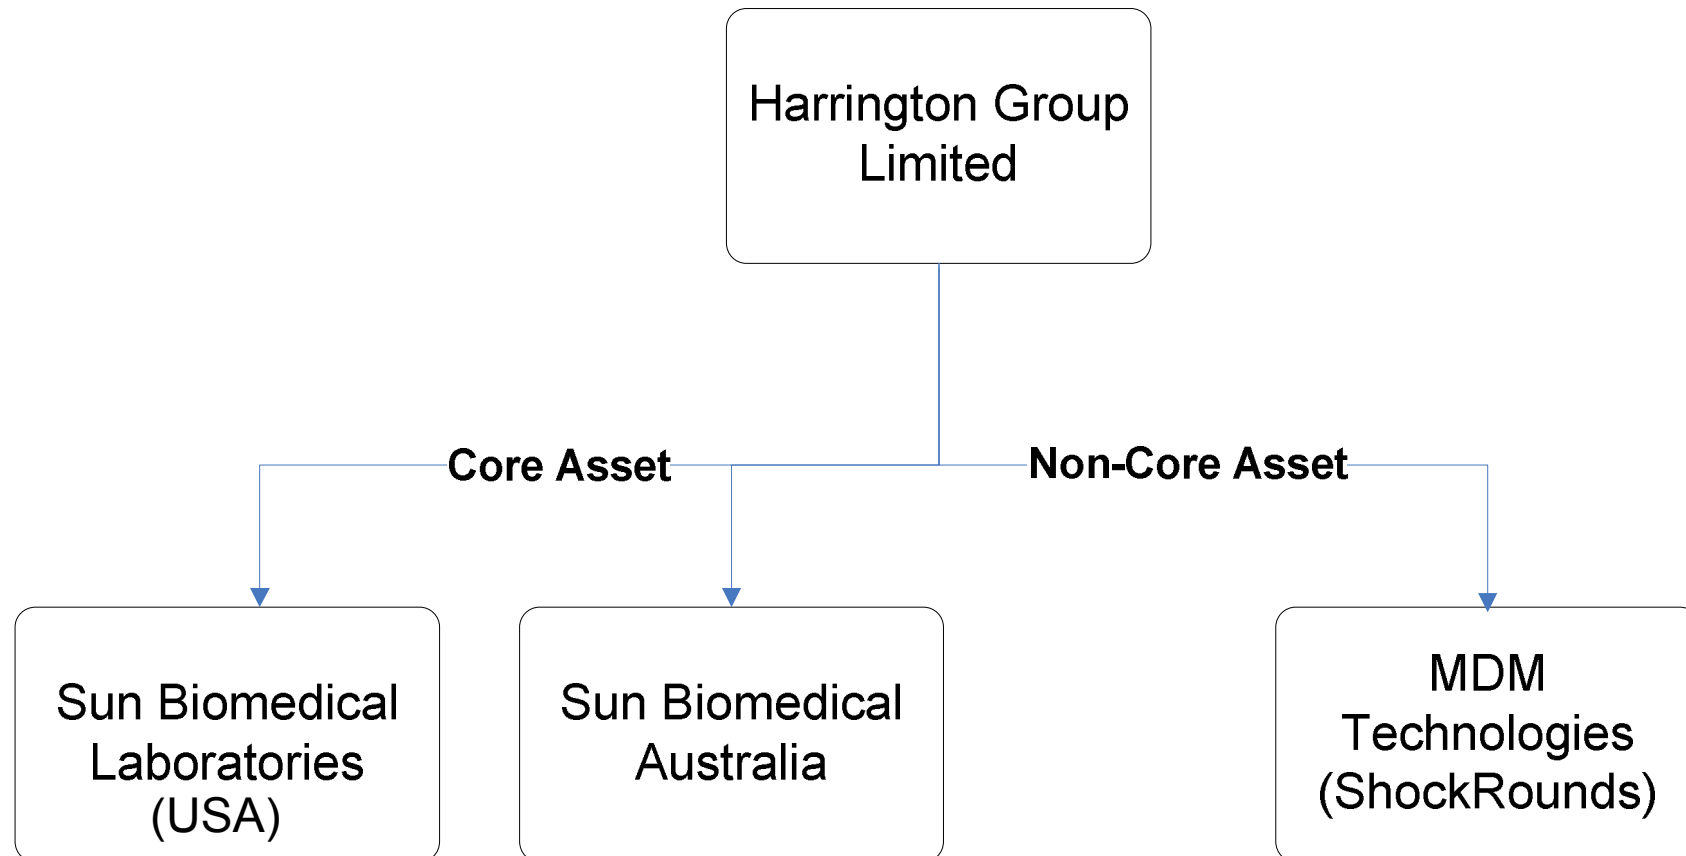 Harrington Group
Limited
Core Asset
Non-Core Asset
Sun Biomedical
Laboratories
(USA)
Sun Biomedical
Australia
MDM
Technologies
(ShockRounds)